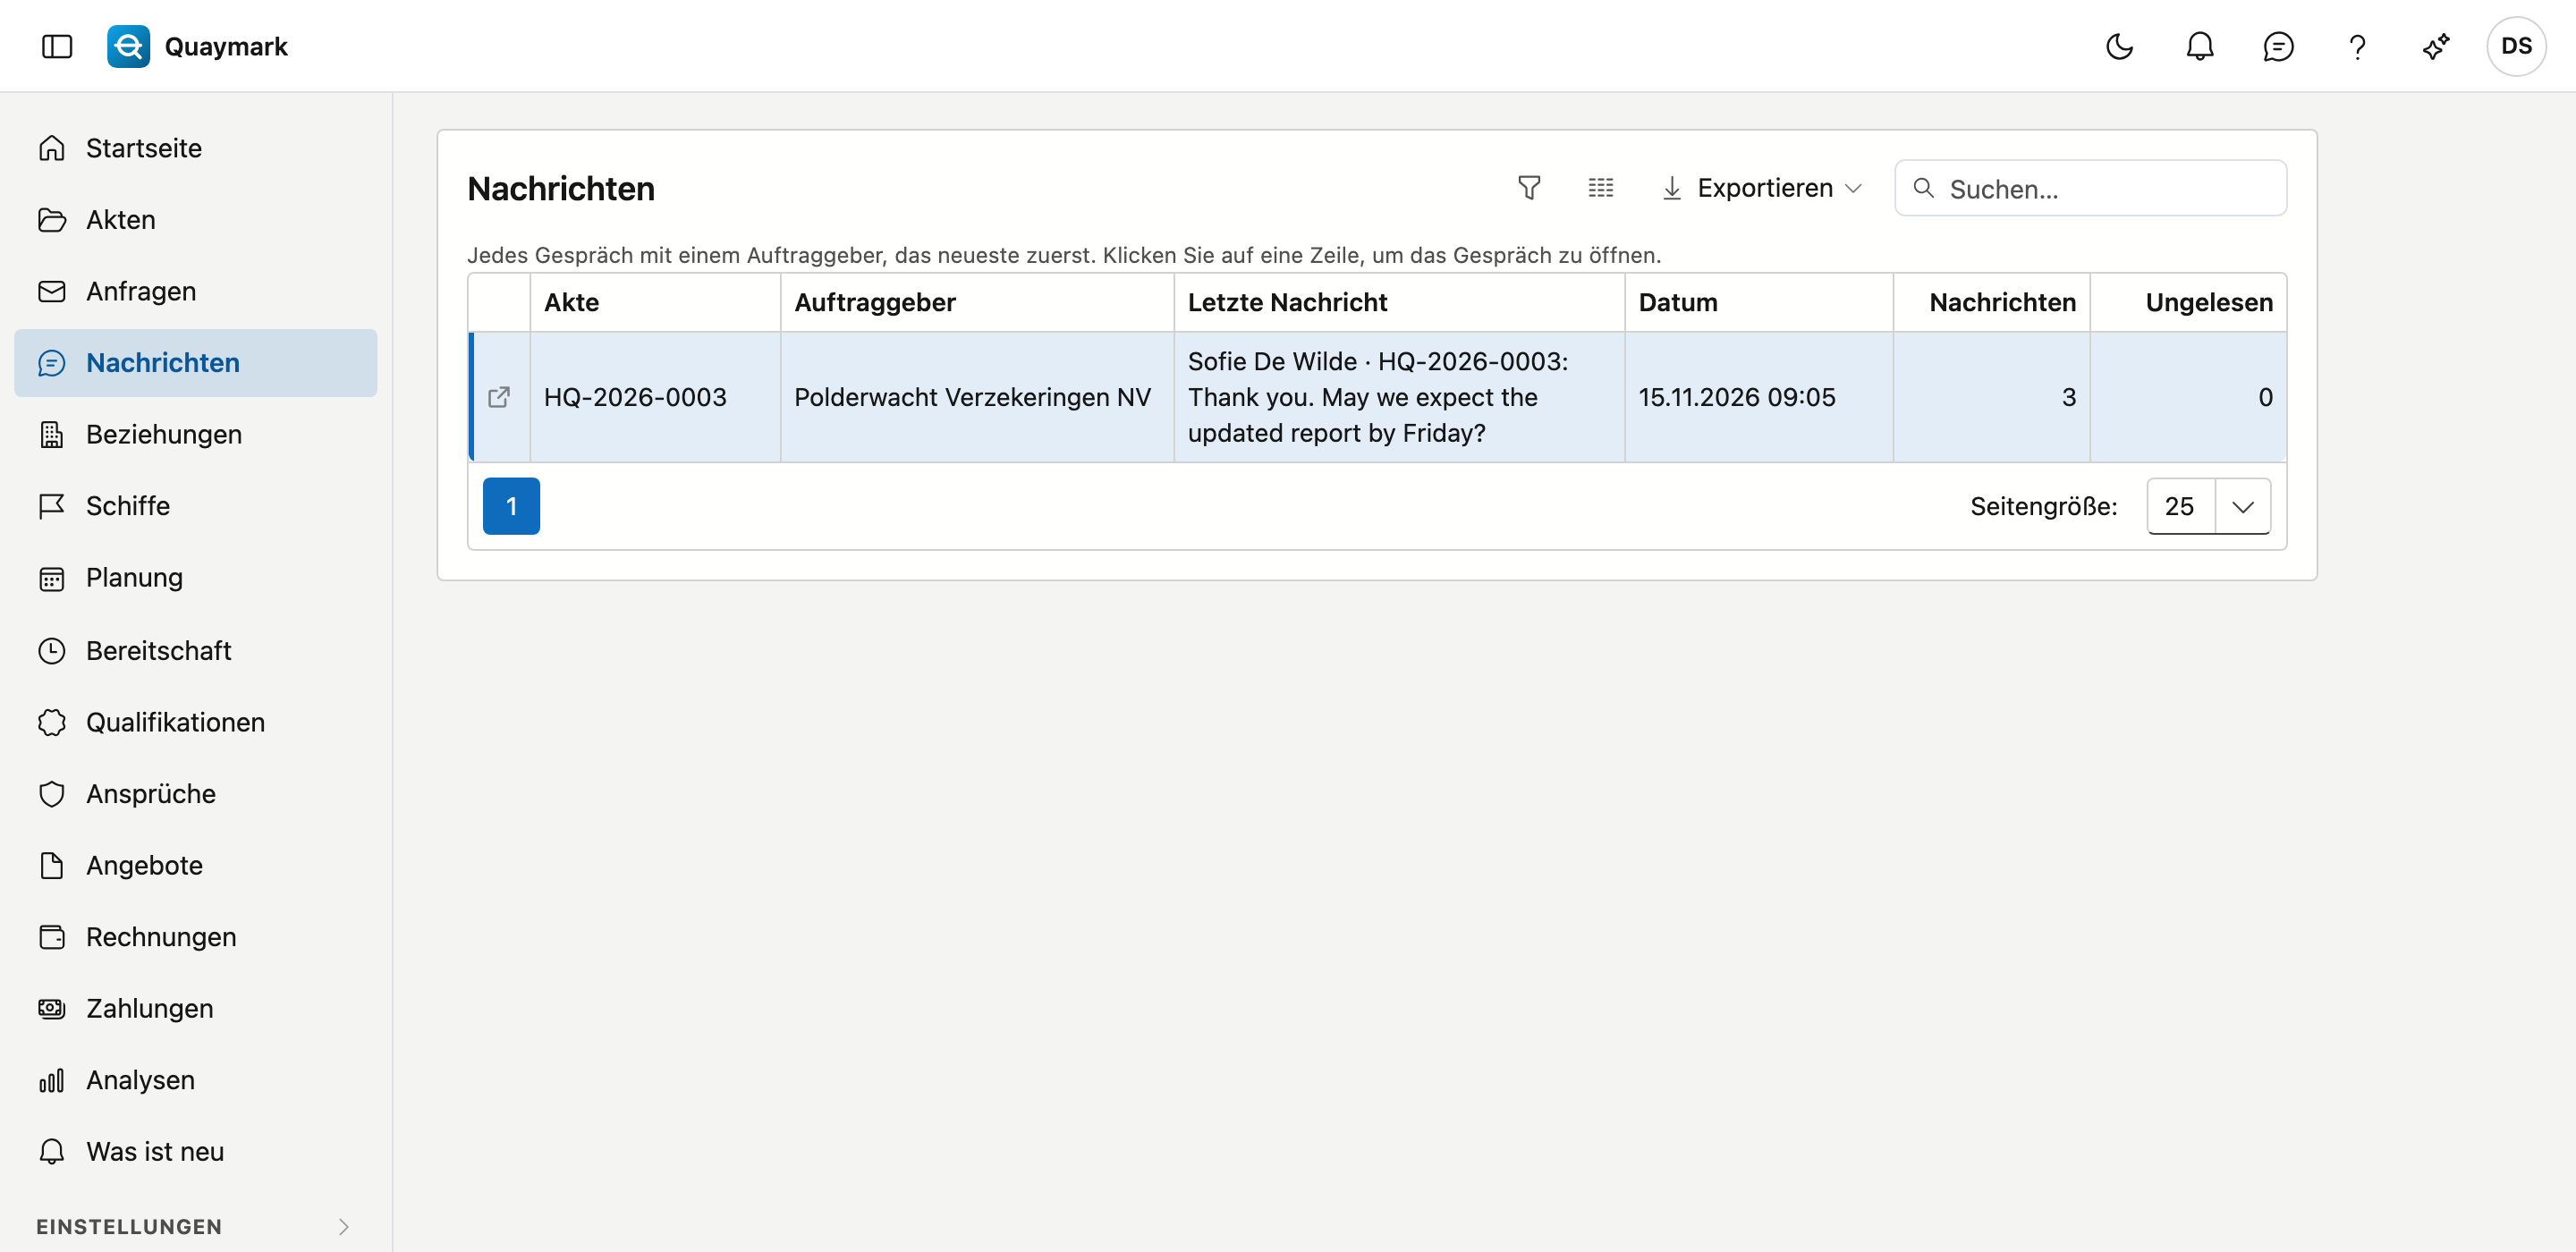 Quaymark
DS
Startseite
Akten
Anfragen
Nachrichten
Beziehungen
Schiffe
Planung
Bereitschaft
Qualifikationen
Ansprüche
Angebote
Rechnungen
Zahlungen
Analysen
Was ist neu
EINSTELLUNGEN
Nachrichten
Exportieren
Suchen...
Jedes Gespräch mit einem Auftraggeber, das neueste zuerst. Klicken Sie auf eine Zeile, um das Gespräch zu öffnen.
Akte Auftraggeber Letzte Nachricht Datum Nachrichten Ungelesen
HQ-2026-0003 Polderwacht Verzekeringen NV
Sofie De Wilde · HQ-2026-0003:
Thank you. May we expect the
updated report by Friday?
15.11.2026 09:05 3 0
1
Seitengröße: 25